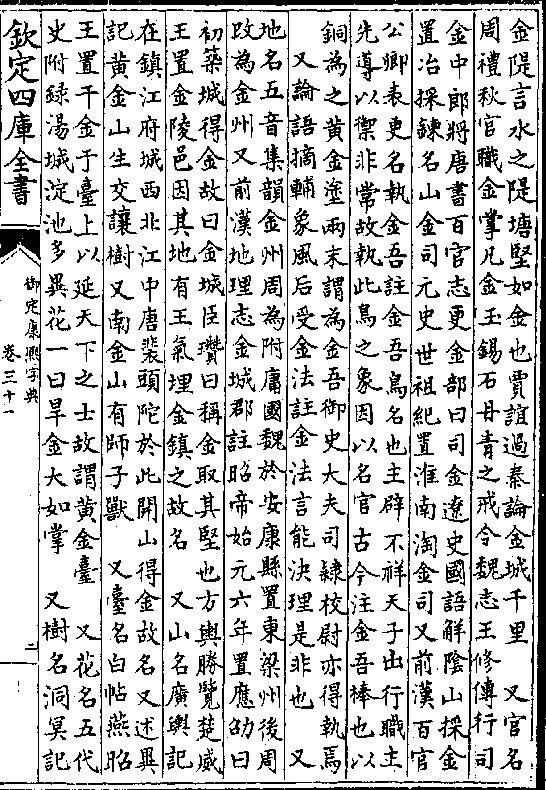 金隄言水之隄塘堅如金也賈誼過秦論金城千里　又官名
周禮秋官職金掌凡金玉錫石丹青之戒令魏志王修傳行司
金中郎將唐書百官志更金部曰司金遼史國語解陰山採金
置冶採鍊名山金司元史世祖紀置淮南淘金司又前漢百官
公卿表更名執金吾註金吾鳥名也主辟不祥天子出行職主
先導以禦非常故執此鳥之象因以名官古今注金吾棒也以
銅為之黃金塗兩末謂為金吾御史大夫司隸校尉亦得執焉
又論語摘輔象風后受金法註金法言能決理是非也　又
地名五音集韻金州周為附庸國魏於安康縣置東梁州後周
改為金州又前漢地理志金城郡註昭帝始元六年置應劭曰
初築城得金故曰金城臣瓚曰稱金取其堅也方輿勝覽楚威
王置金陵邑因其地有王氣埋金鎮之故名　又山名廣輿記
在鎮江府城西北江中唐裴頭陀於此開山得金故名又述異
記黃金山生交讓樹又南金山有師子獸　又臺名白帖燕昭
王置千金于臺上以延天下之士故謂黃金臺　又花名五代
史附錄湯城淀池多異花一曰旱金大如掌　又樹名洞冥記
欽定四庫全書
御定康熙字典
卷三十一
二